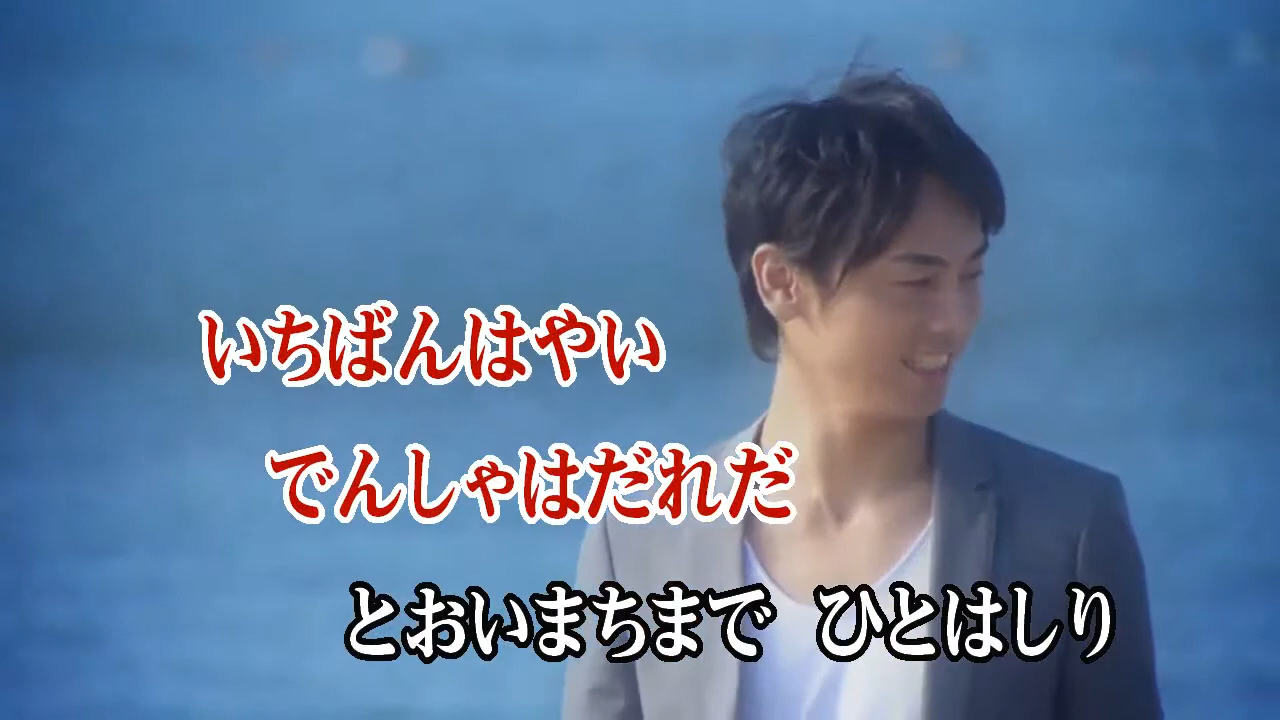 いちばんはやい
でんしゃはだれだ
とおいまちまで ひとはしり